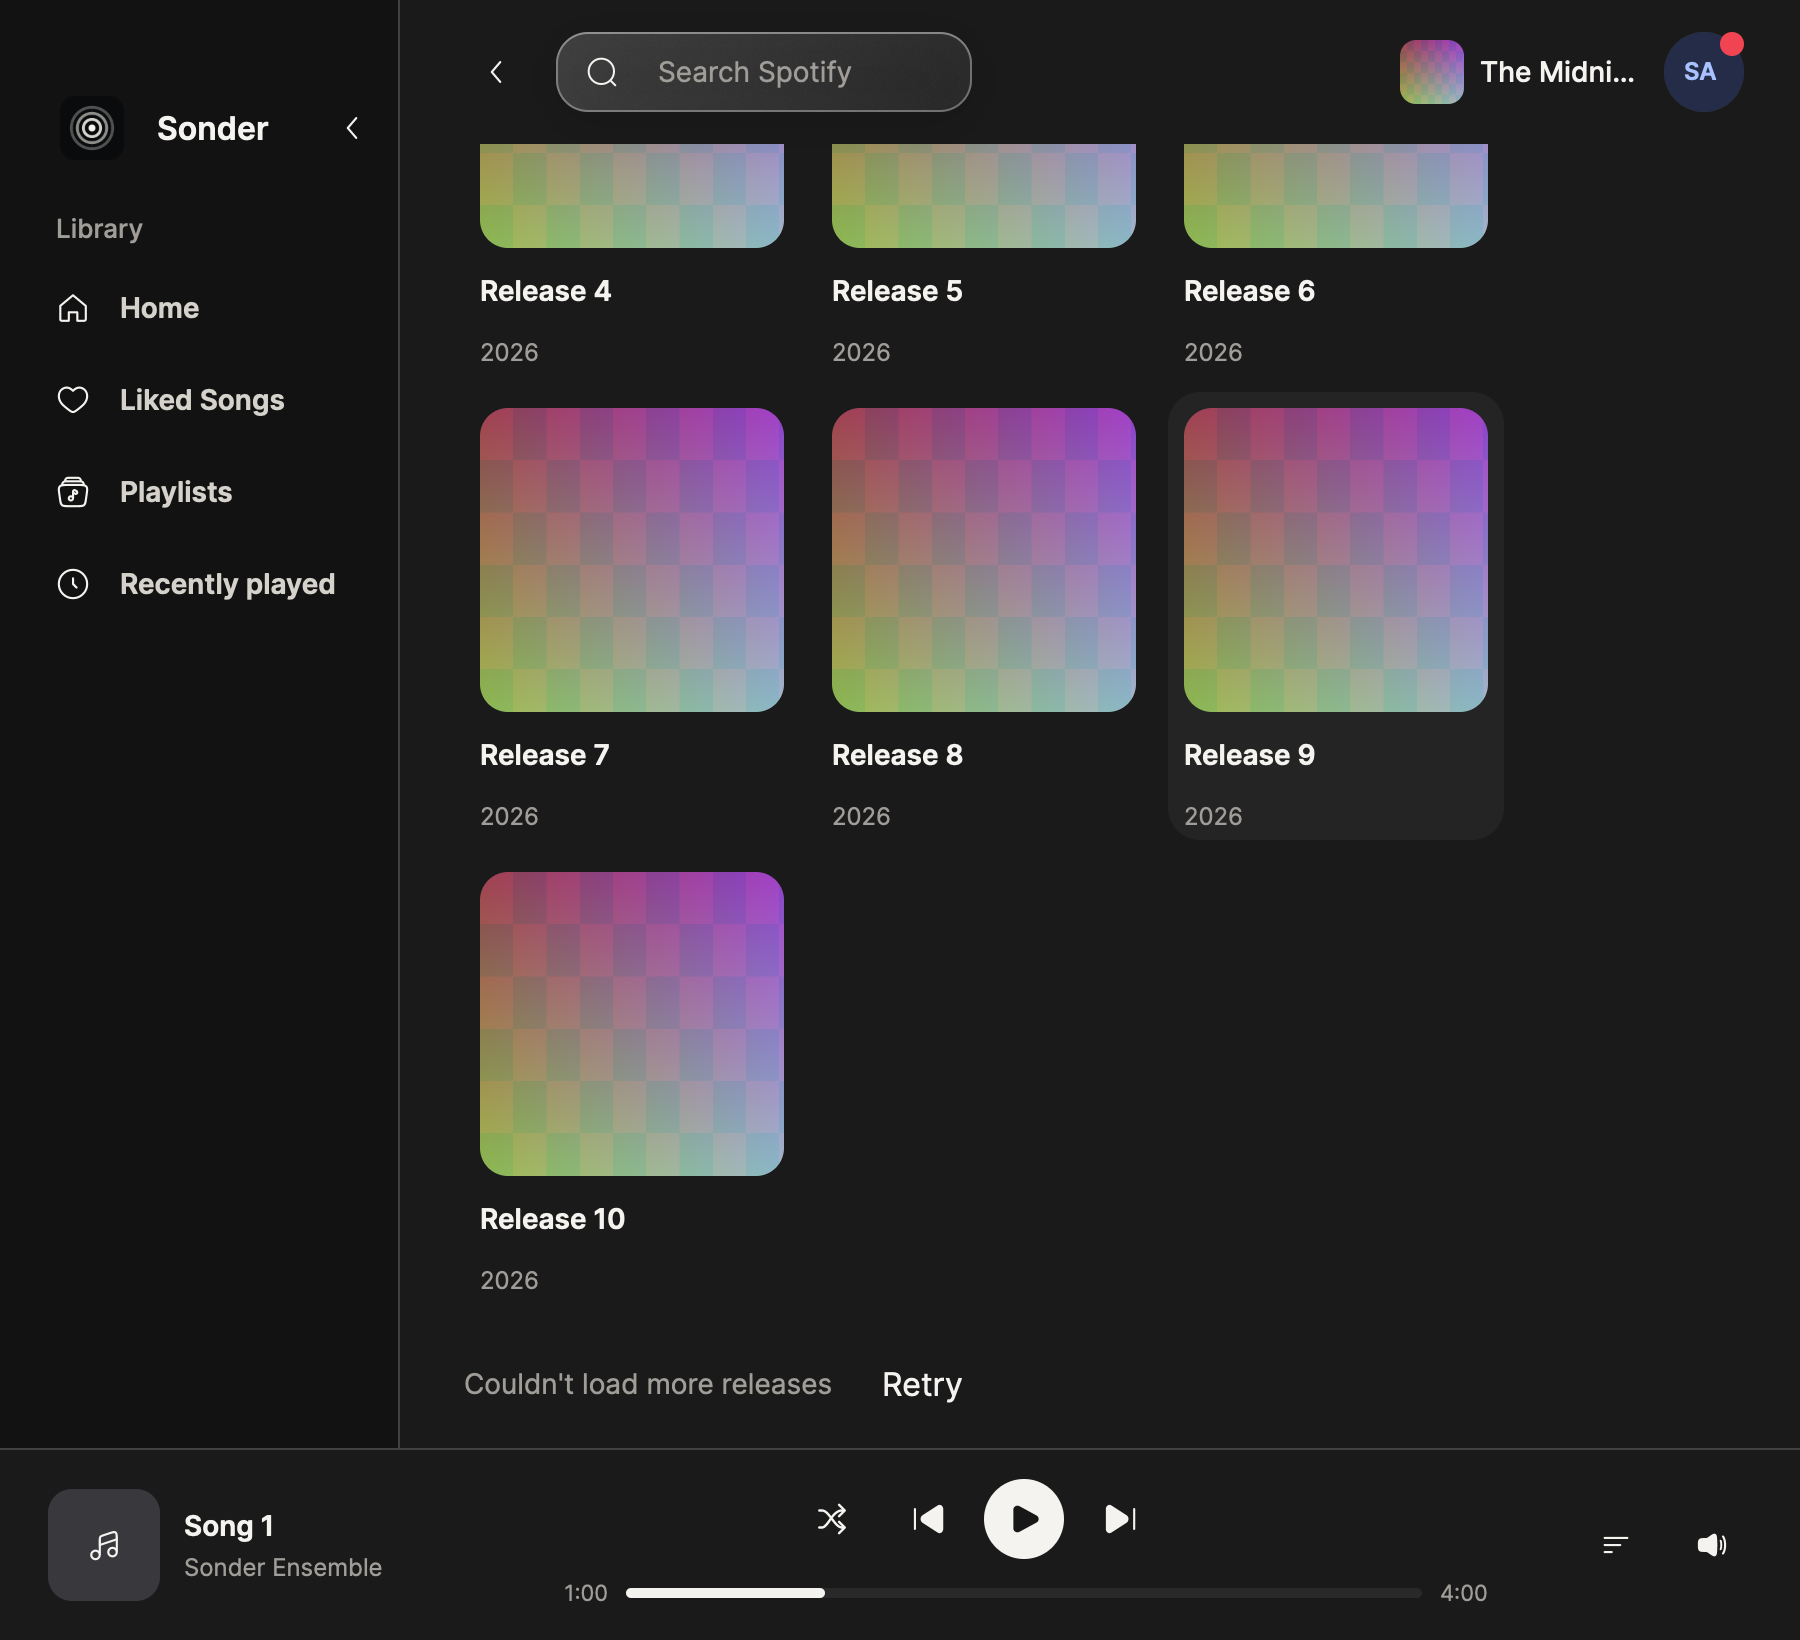 Sonder
Library
Home
Liked Songs
Playlists
Recently played
Search Spotify
The Midni...
SA
Release 4
2026
Release 5
2026
Release 6
2026
Release 7
2026
Release 8
2026
Release 9
2026
Release 10
2026
Couldn't load more releases
Retry
Song 1
Sonder Ensemble
1:00
4:00